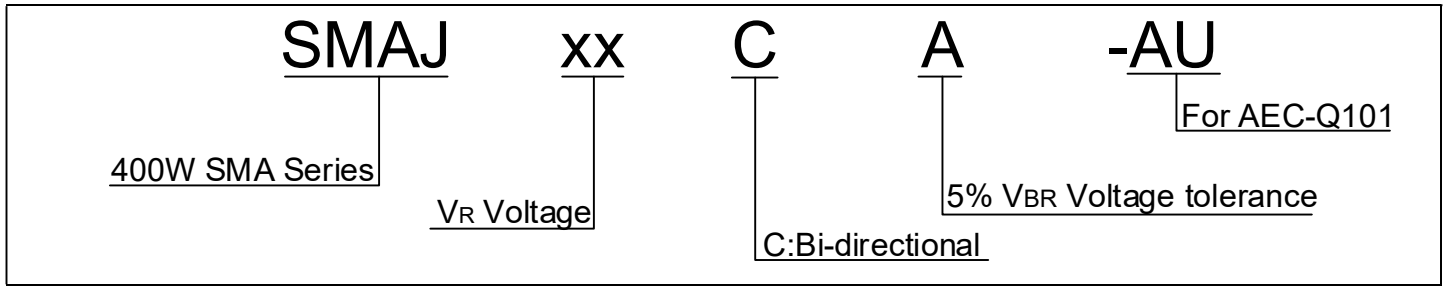 SMAJ xx C A -AU
For AEC-Q101
400W SMA Series
5% VBR Voltage tolerance
VR Voltage
C:Bi-directional